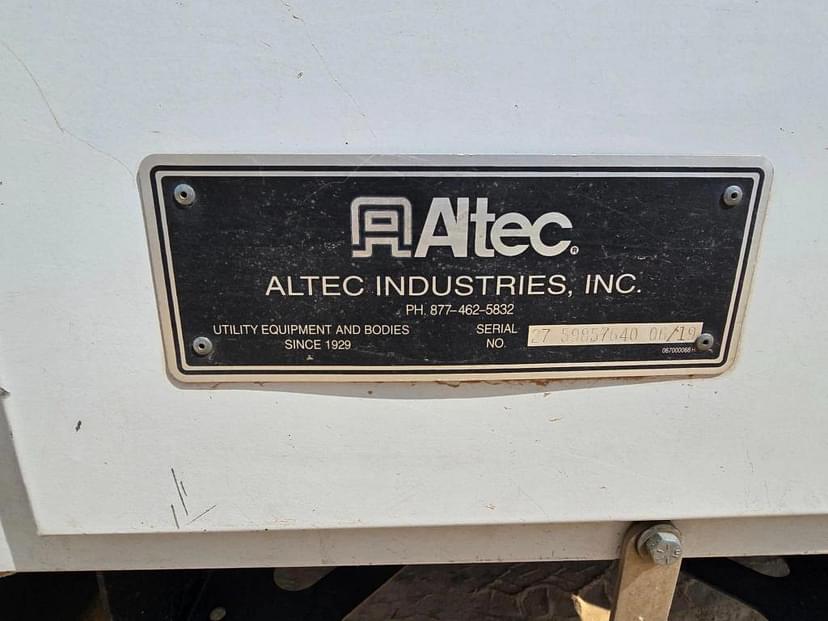 Altec®
ALTEC INDUSTRIES, INC.
PH. 877-462-5832
UTILITY EQUIPMENT AND BODIES
SINCE 1929
SERIAL
NO.
27 59857640 06/19